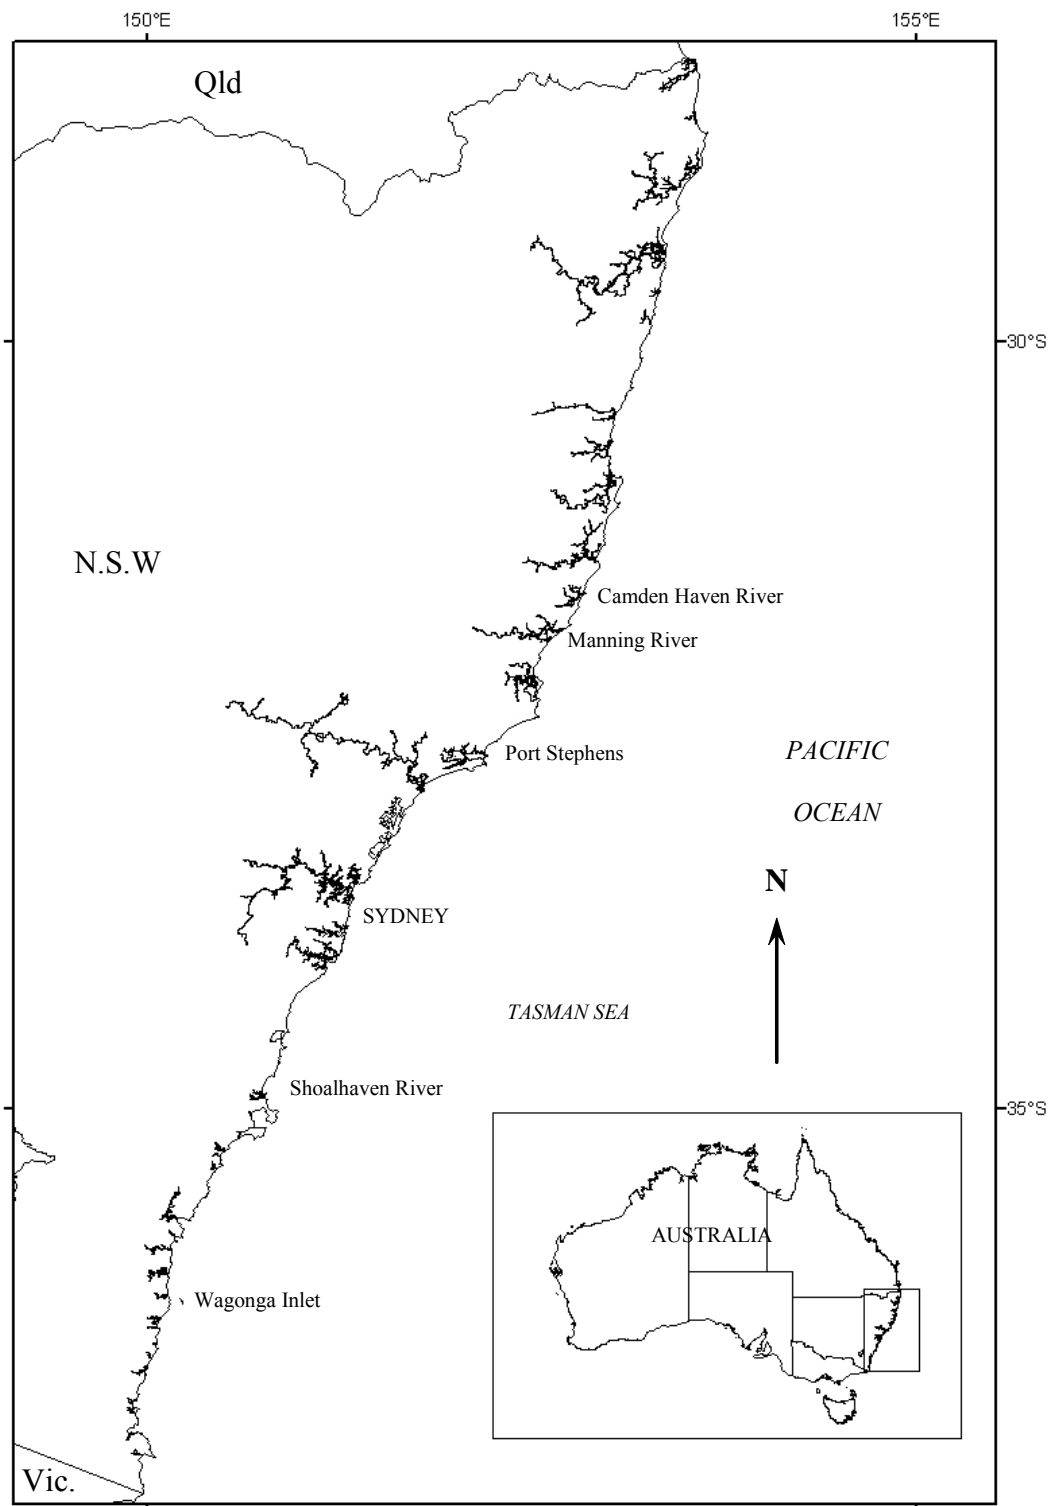 150°E
155°E
Qld
30°S
N.S.W
Camden Haven River
Manning River
PACIFIC
Port Stephens
OCEAN
N
SYDNEY
TASMAN SEA
Shoalhaven River
35°S
AUSTRALIA
Wagonga Inlet
Vic.